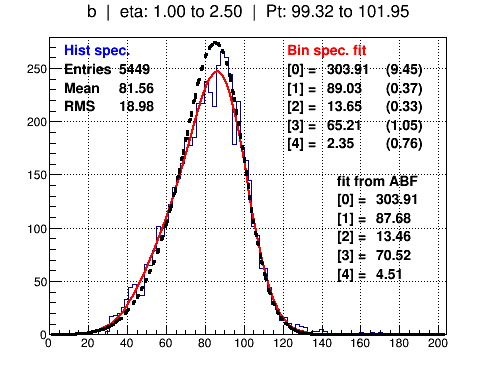 b | eta: 1.00 to 2.50 | Pt: 99.32 to 101.95
Hist spec.
Entries 5449
Mean 81.56
RMS 18.98
Bin spec. fit
[0] = 303.91 (9.45)
[1] = 89.03 (0.37)
[2] = 13.65 (0.33)
[3] = 65.21 (1.05)
[4] = 2.35 (0.76)
fit from ABF
[0] = 303.91
[1] = 87.68
[2] = 13.46
[3] = 70.52
[4] = 4.51
250
200
150
100
50
0
0 20 40 60 80 100 120 140 160 180 200